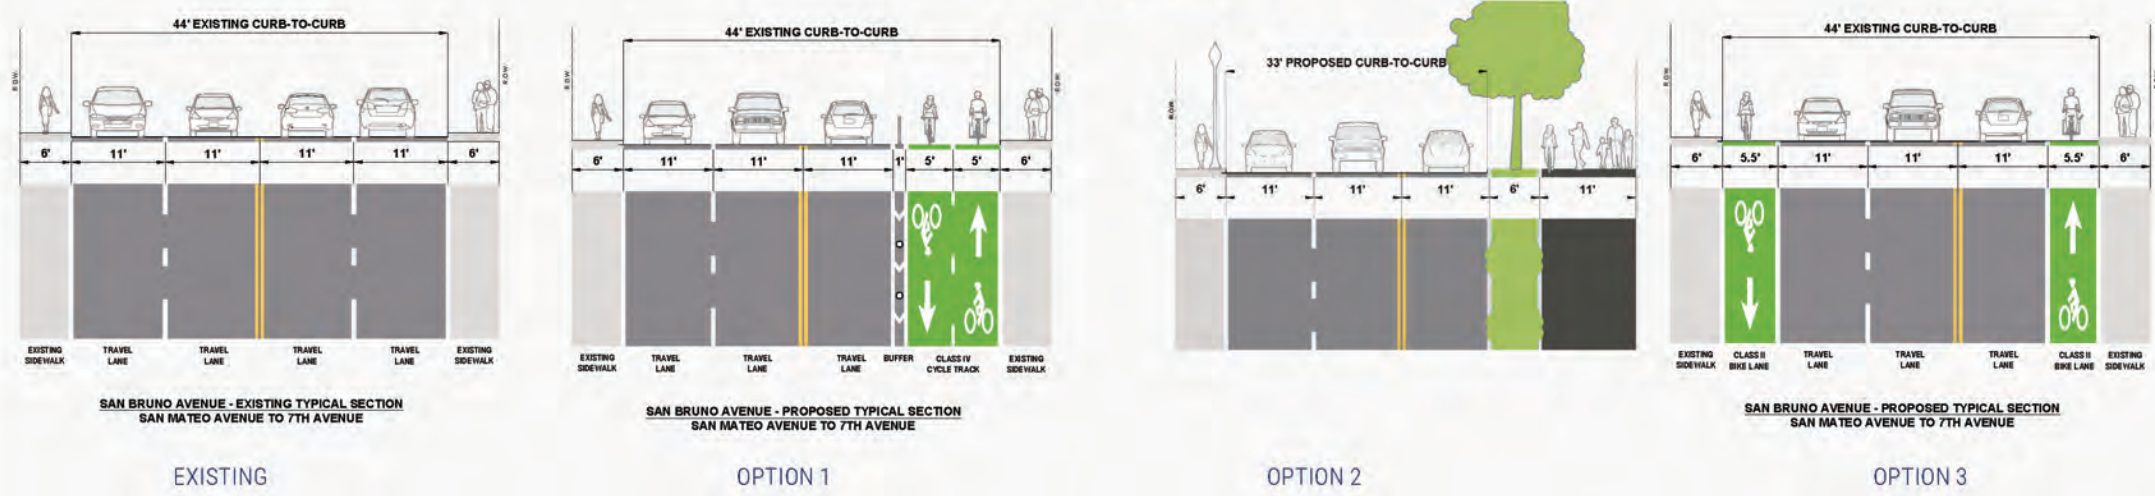 44' EXISTING CURB-TO-CURB
R.O.W.
R.O.W.
6' 11' 11' 11' 11' 6'
EXISTING SIDEWALK
TRAVEL LANE
TRAVEL LANE
TRAVEL LANE
TRAVEL LANE
EXISTING SIDEWALK
SAN BRUNO AVENUE - EXISTING TYPICAL SECTION
SAN MATEO AVENUE TO 7TH AVENUE
EXISTING
44' EXISTING CURB-TO-CURB
R.O.W.
R.O.W.
6' 11' 11' 11' 1' 5' 5' 6'
EXISTING SIDEWALK
TRAVEL LANE
TRAVEL LANE
TRAVEL LANE
BUFFER
CLASS IV CYCLE TRACK
EXISTING SIDEWALK
SAN BRUNO AVENUE - PROPOSED TYPICAL SECTION
SAN MATEO AVENUE TO 7TH AVENUE
OPTION 1
33' PROPOSED CURB-TO-CURB
R.O.W.
6' 11' 11' 11' 6' 11'
OPTION 2
44' EXISTING CURB-TO-CURB
R.O.W.
R.O.W.
6' 5.5' 11' 11' 11' 5.5' 6'
EXISTING SIDEWALK
CLASS II BIKE LANE
TRAVEL LANE
TRAVEL LANE
TRAVEL LANE
CLASS II BIKE LANE
EXISTING SIDEWALK
SAN BRUNO AVENUE - PROPOSED TYPICAL SECTION
SAN MATEO AVENUE TO 7TH AVENUE
OPTION 3